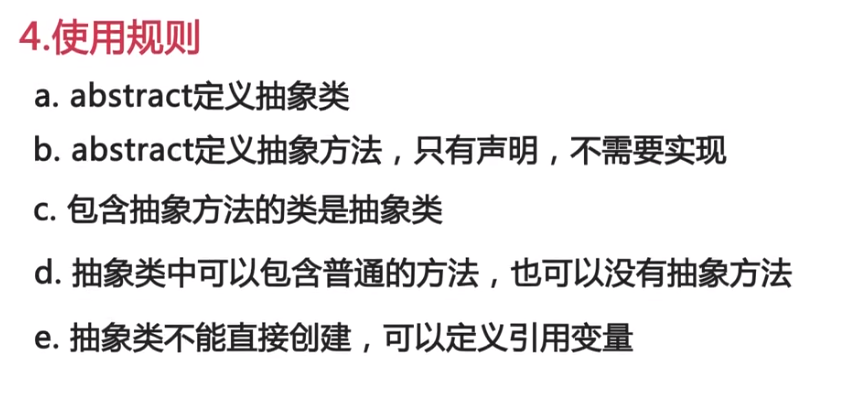 4.使用规则
a. abstract定义抽象类
b. abstract定义抽象方法，只有声明，不需要实现
c. 包含抽象方法的类是抽象类
d. 抽象类中可以包含普通的方法，也可以没有抽象方法
e. 抽象类不能直接创建，可以定义引用变量